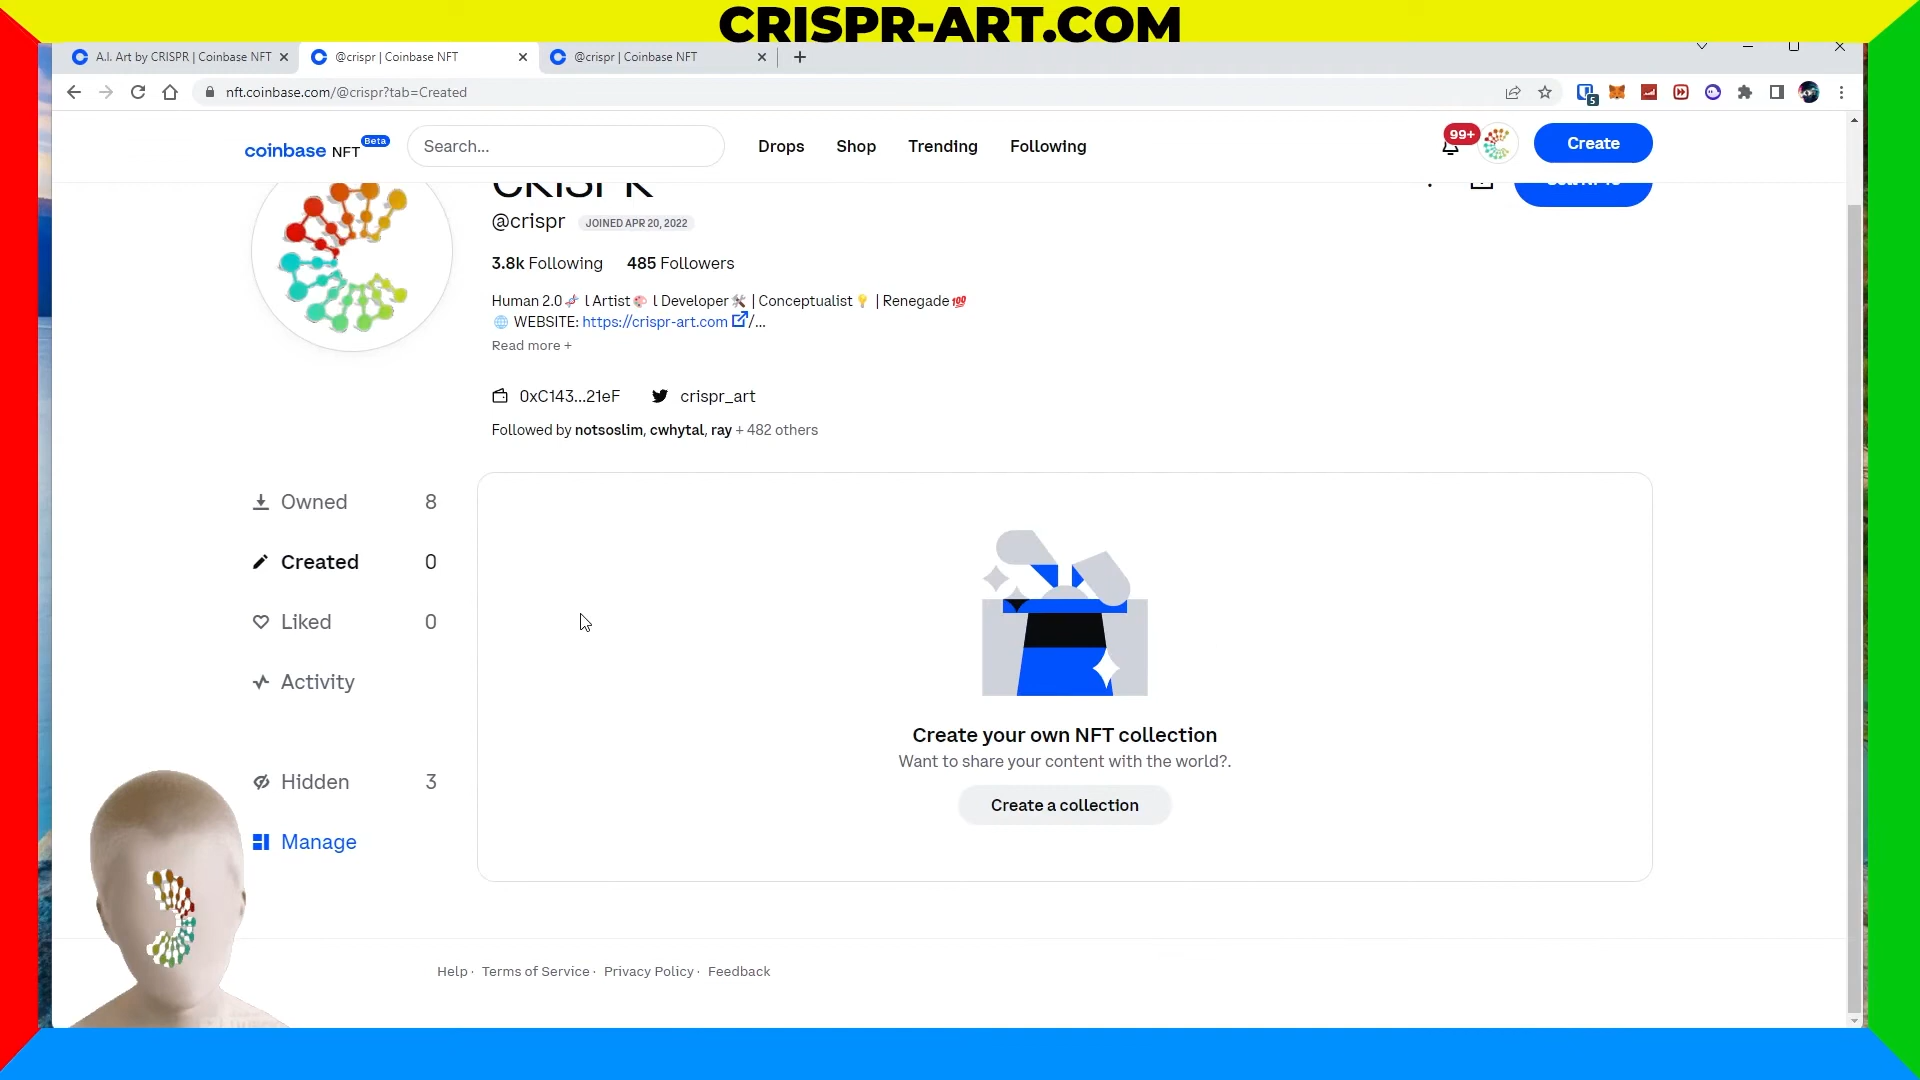 CRISPR-ART.COM
A.I. Art by CRISPR | Coinbase NFT
@crispr | Coinbase NFT
@crispr | Coinbase NFT
nft.coinbase.com/@crispr?tab=Created
5
coinbase NFT Beta
Search...
Drops
Shop
Trending
Following
99+
Create
CRISPR
@crispr JOINED APR 20, 2022
3.8k Following 485 Followers
Human 2.0🧬 l Artist🎨 l Developer🛠 | Conceptualist💡 | Renegade💯
🌐 WEBSITE: https://crispr-art.com /...
Read more +
0xC143...21eF crispr_art
Followed by notsoslim, cwhytal, ray + 482 others
Owned 8
Created 0
Liked 0
Activity
Hidden 3
Manage
Create your own NFT collection
Want to share your content with the world?.
Create a collection
Help · Terms of Service · Privacy Policy · Feedback